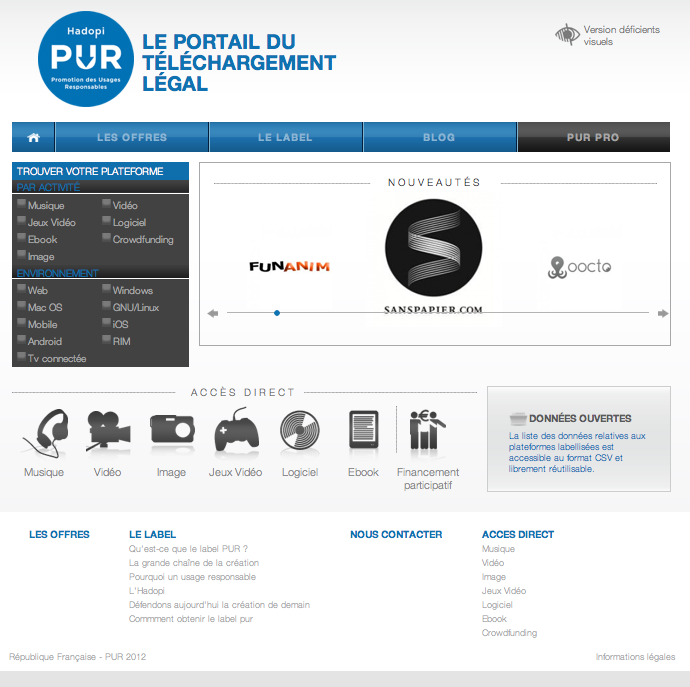 Hadopi
PUR
Promotion des Usages
Responsables
LE PORTAIL DU
TÉLÉCHARGEMENT
LÉGAL
Version déficients
visuels
LES OFFRES
LE LABEL
BLOG
PUR PRO
TROUVER VOTRE PLATEFORME
PAR ACTIVITÉ
Musique
Vidéo
Jeux Vidéo
Logiciel
Ebook
Crowdfunding
Image
ENVIRONNEMENT
Web
Windows
Mac OS
GNU/Linux
Mobile
iOS
Android
RIM
Tv connectée
NOUVEAUTÉS
FUNANIM
SANSPAPIER.COM
oocto
ACCÈS DIRECT
Musique
Vidéo
Image
Jeux Vidéo
Logiciel
Ebook
Financement
participatif
DONNÉES OUVERTES
La liste des données relatives aux
plateformes labellisées est
accessible au format CSV et
librement réutilisable.
LES OFFRES
LE LABEL
Qu'est-ce que le label PUR ?
La grande chaîne de la création
Pourquoi un usage responsable
L'Hadopi
Défendons aujourd'hui la création de demain
Commment obtenir le label pur
NOUS CONTACTER
ACCES DIRECT
Musique
Vidéo
Image
Jeux Vidéo
Logiciel
Ebook
Crowdfunding
République Française - PUR 2012
Informations légales